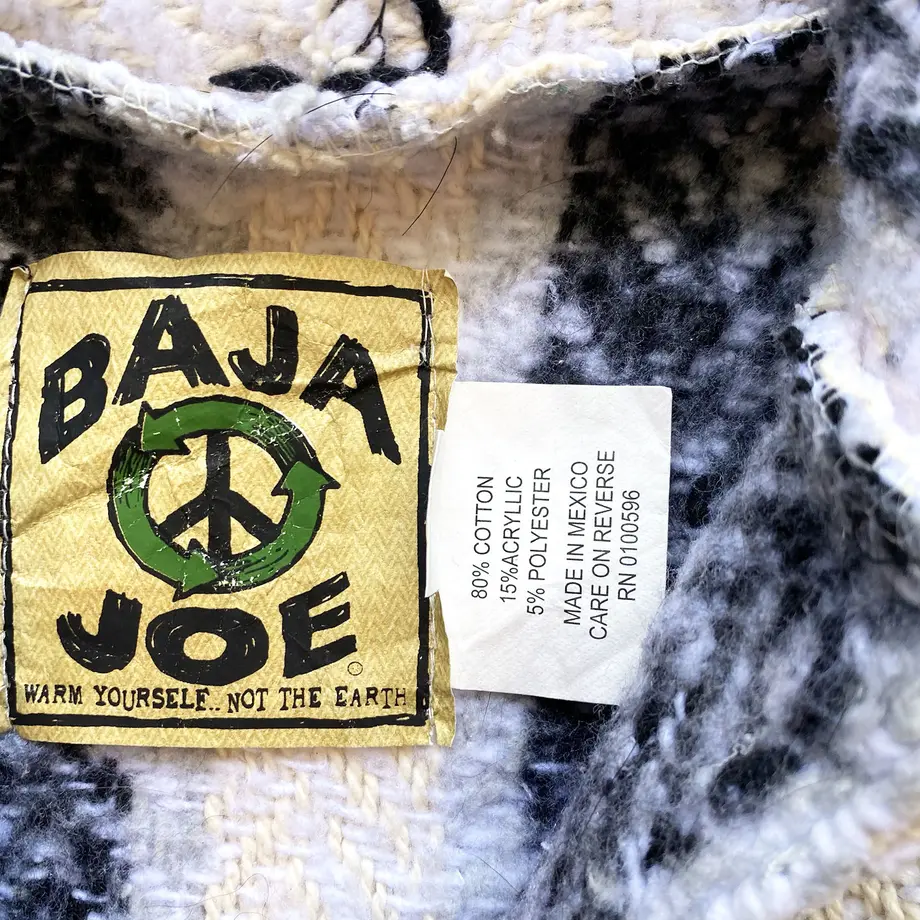 BAJA
JOE
WARM YOURSELF.. NOT THE EARTH
80% COTTON
15%ACRYLLIC
5% POLYESTER
MADE IN MEXICO
CARE ON REVERSE
RN 0100596